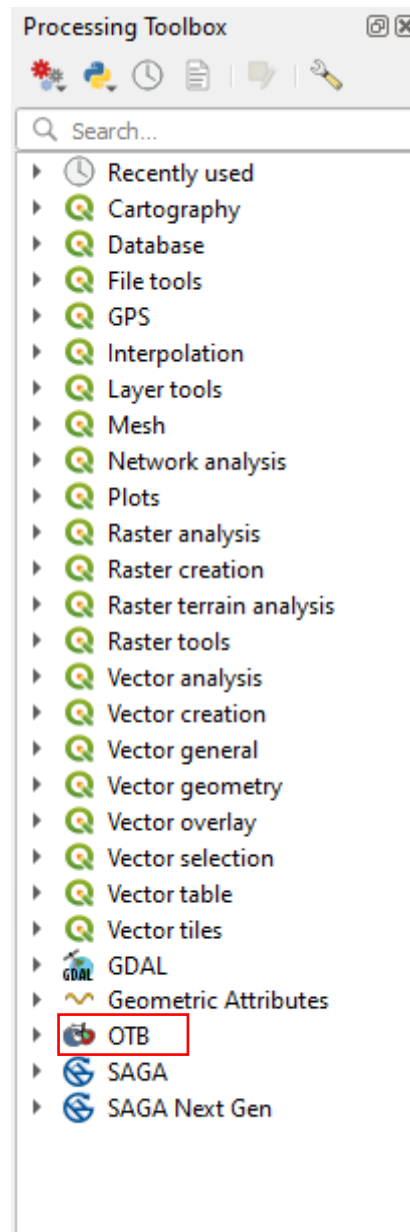 Processing Toolbox
Search...
Recently used
Cartography
Database
File tools
GPS
Interpolation
Layer tools
Mesh
Network analysis
Plots
Raster analysis
Raster creation
Raster terrain analysis
Raster tools
Vector analysis
Vector creation
Vector general
Vector geometry
Vector overlay
Vector selection
Vector table
Vector tiles
GDAL GDAL
Geometric Attributes
OTB
SAGA
SAGA Next Gen